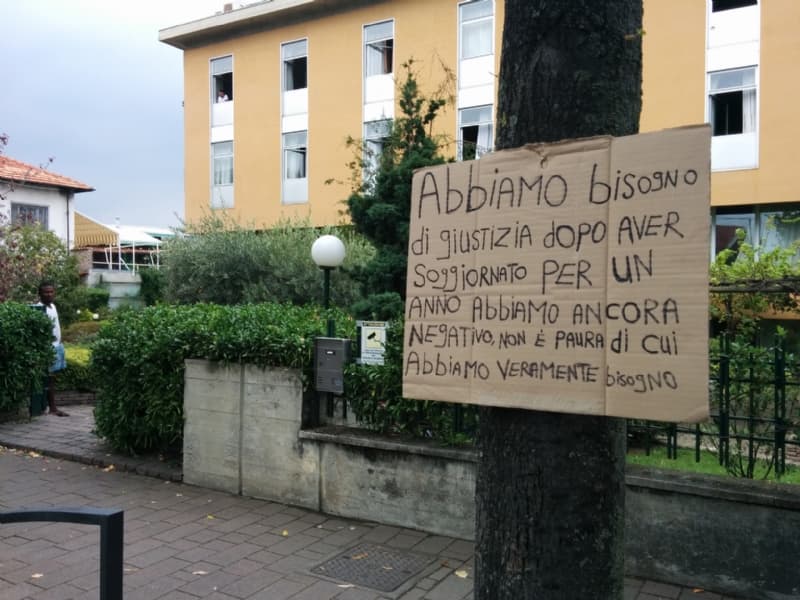 ABBIAMO bisogno
di giustizia dopo AVER
soggiornato PER UN
ANNO ABBIAMO ANCORA
NEGATIVO, NON È PAURA di cui
ABBIAMO VERAMENTE bisogno